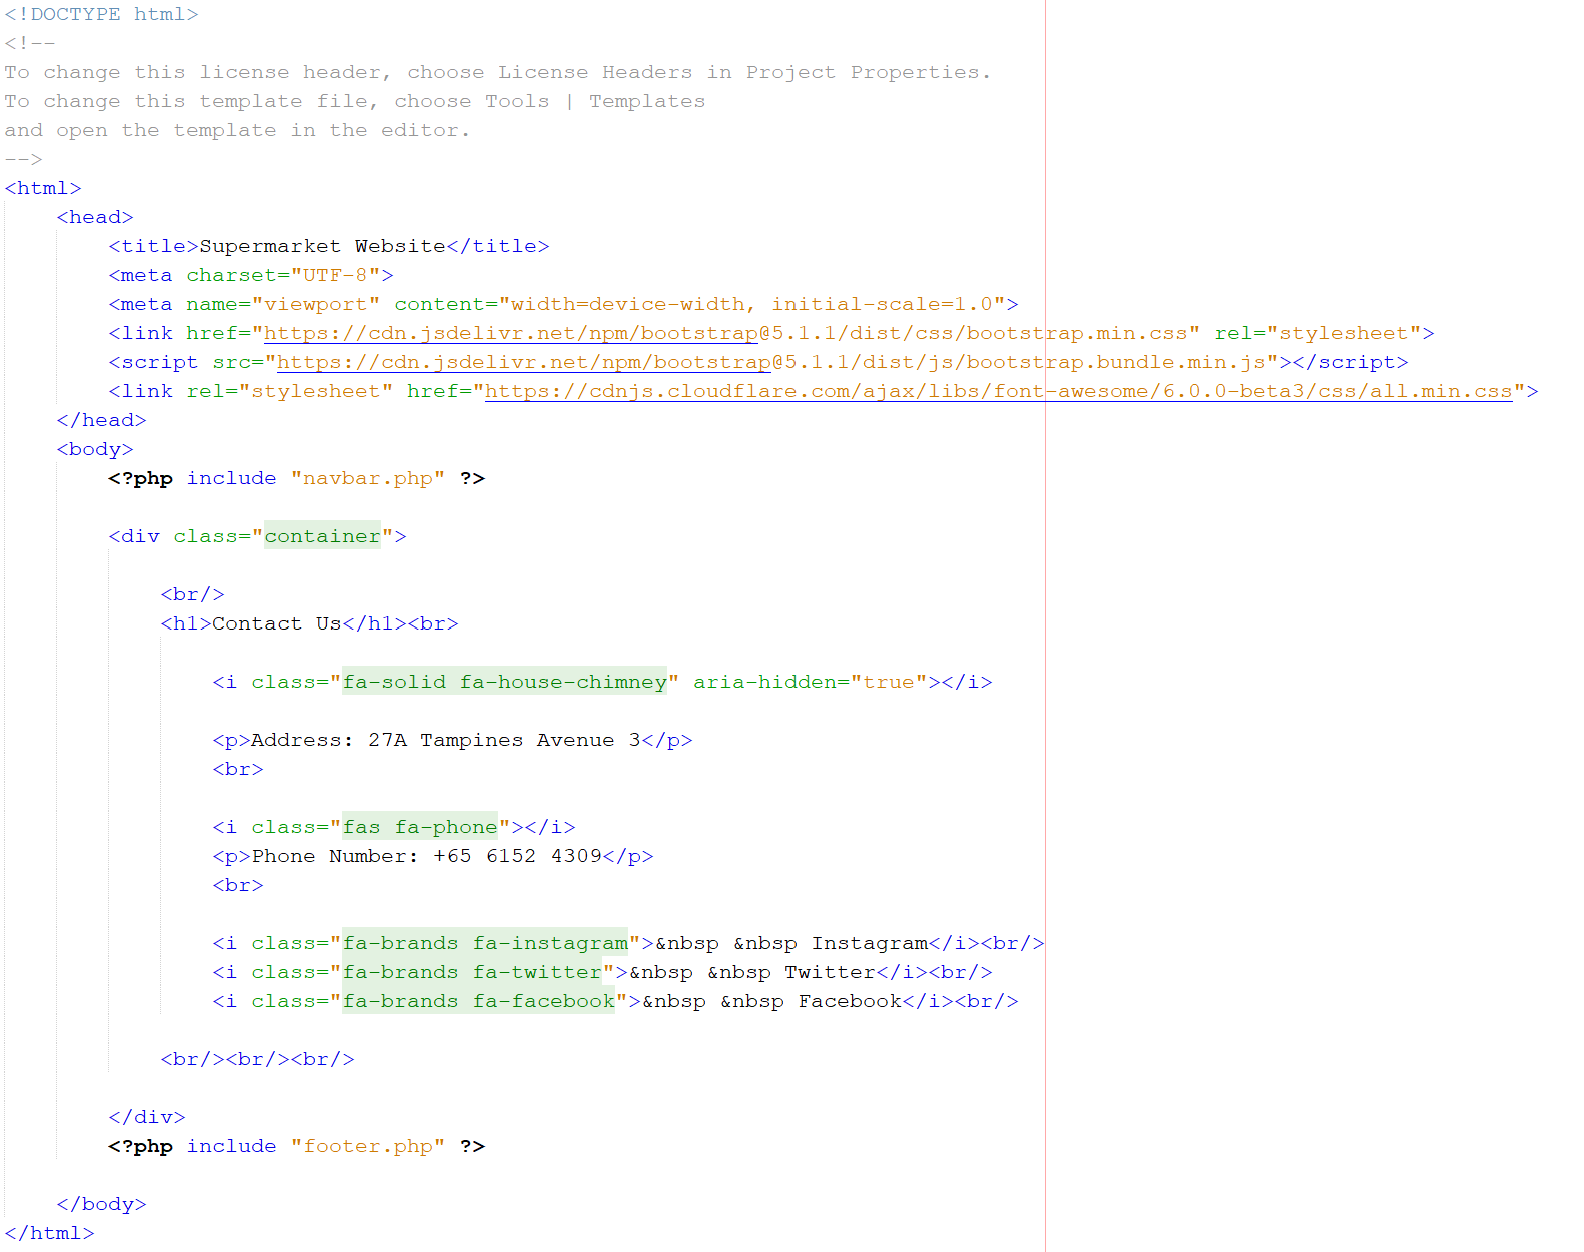 <!DOCTYPE html>
<!--
To change this license header, choose License Headers in Project Properties.
To change this template file, choose Tools | Templates
and open the template in the editor.
-->
<html>
<head>
<title>Supermarket Website</title>
<meta charset="UTF-8">
<meta name="viewport" content="width=device-width, initial-scale=1.0">
<link href="https://cdn.jsdelivr.net/npm/bootstrap@5.1.1/dist/css/bootstrap.min.css" rel="stylesheet">
<script src="https://cdn.jsdelivr.net/npm/bootstrap@5.1.1/dist/js/bootstrap.bundle.min.js"></script>
<link rel="stylesheet" href="https://cdnjs.cloudflare.com/ajax/libs/font-awesome/6.0.0-beta3/css/all.min.css">
</head>
<body>
<?php include "navbar.php" ?>
<div class="container">
<br/>
<h1>Contact Us</h1><br>
<i class="fa-solid fa-house-chimney" aria-hidden="true"></i>
<p>Address: 27A Tampines Avenue 3</p>
<br>
<i class="fas fa-phone"></i>
<p>Phone Number: +65 6152 4309</p>
<br>
<i class="fa-brands fa-instagram">&nbsp &nbsp Instagram</i><br/>
<i class="fa-brands fa-twitter">&nbsp &nbsp Twitter</i><br/>
<i class="fa-brands fa-facebook">&nbsp &nbsp Facebook</i><br/>
<br/><br/><br/>
</div>
<?php include "footer.php" ?>
</body>
</html>